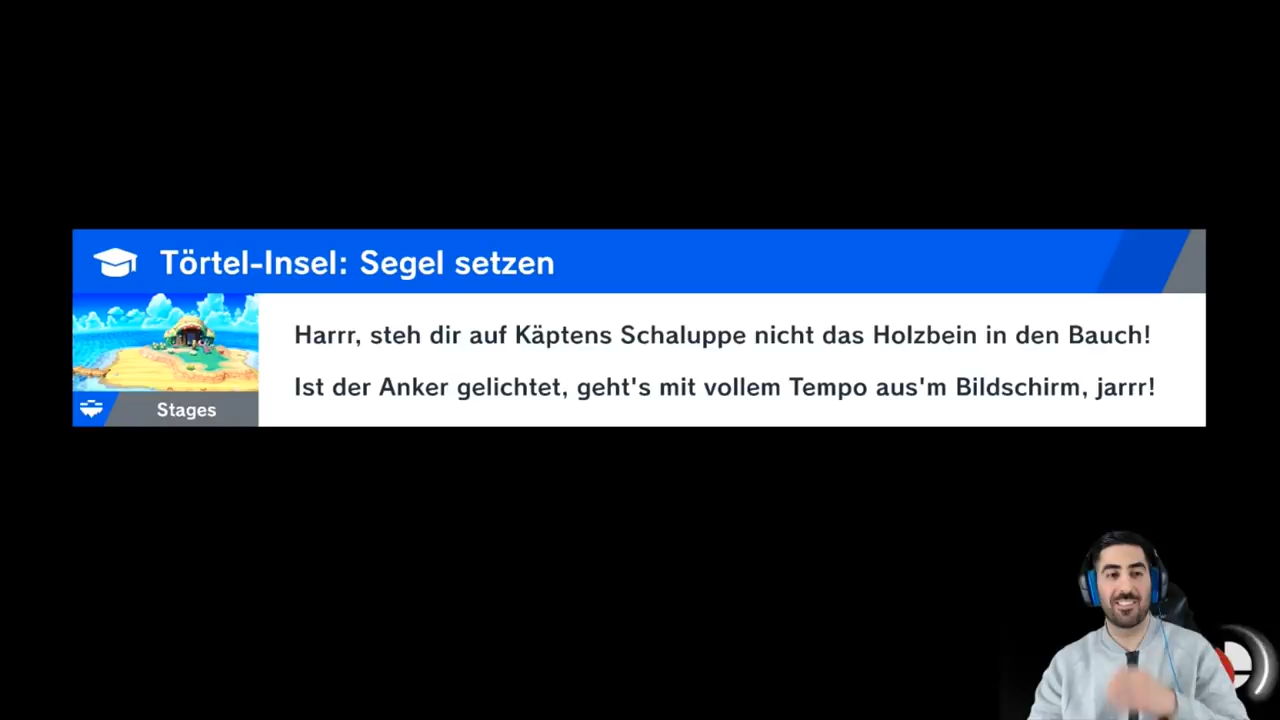 Törtel-Insel: Segel setzen
Harrr, steh dir auf Käptens Schaluppe nicht das Holzbein in den Bauch!
Ist der Anker gelichtet, geht's mit vollem Tempo aus'm Bildschirm, jarrr!
Stages